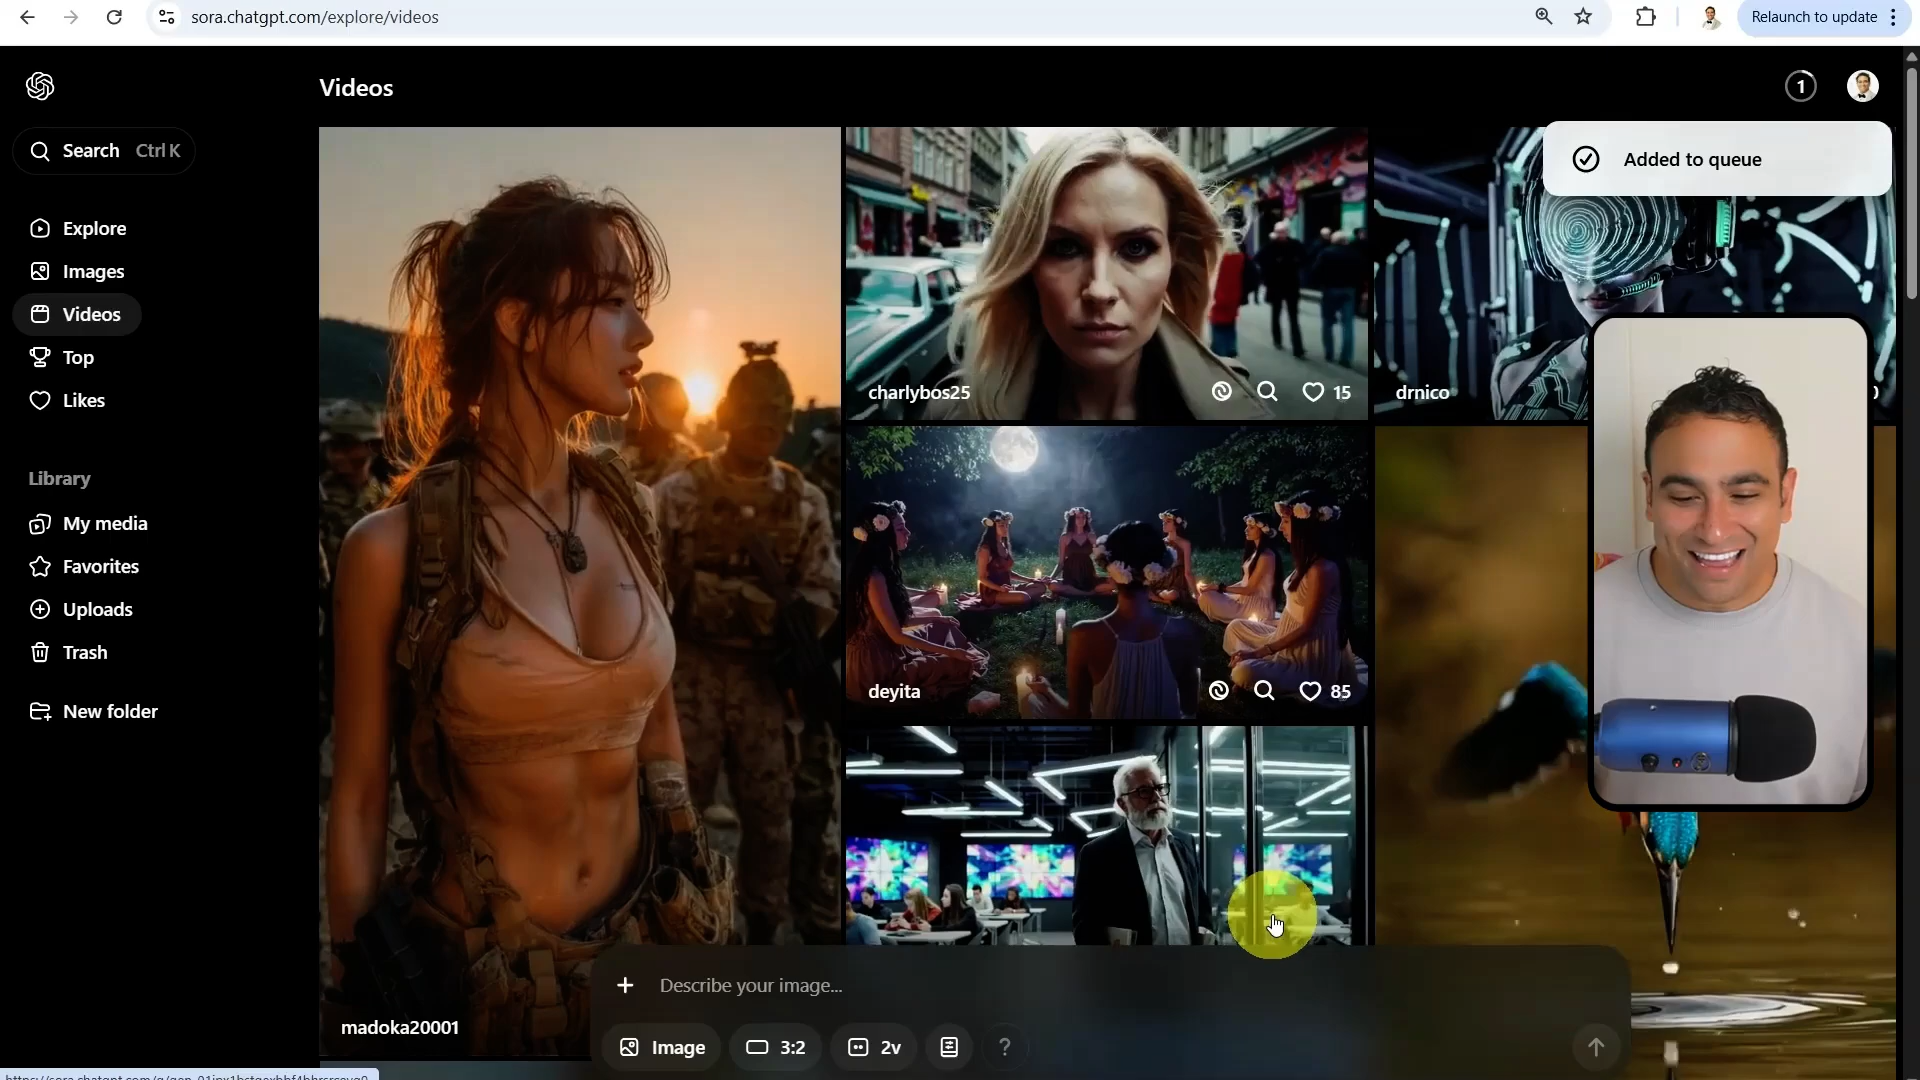 sora.chatgpt.com/explore/videos
Relaunch to update
Videos
1
Search Ctrl K
Added to queue
Explore
Images
Videos
Top
Likes
Library
My media
Favorites
Uploads
Trash
New folder
charlybos25
15
drnico
deyita
85
madoka20001
Describe your image...
Image
3:2
2v
?